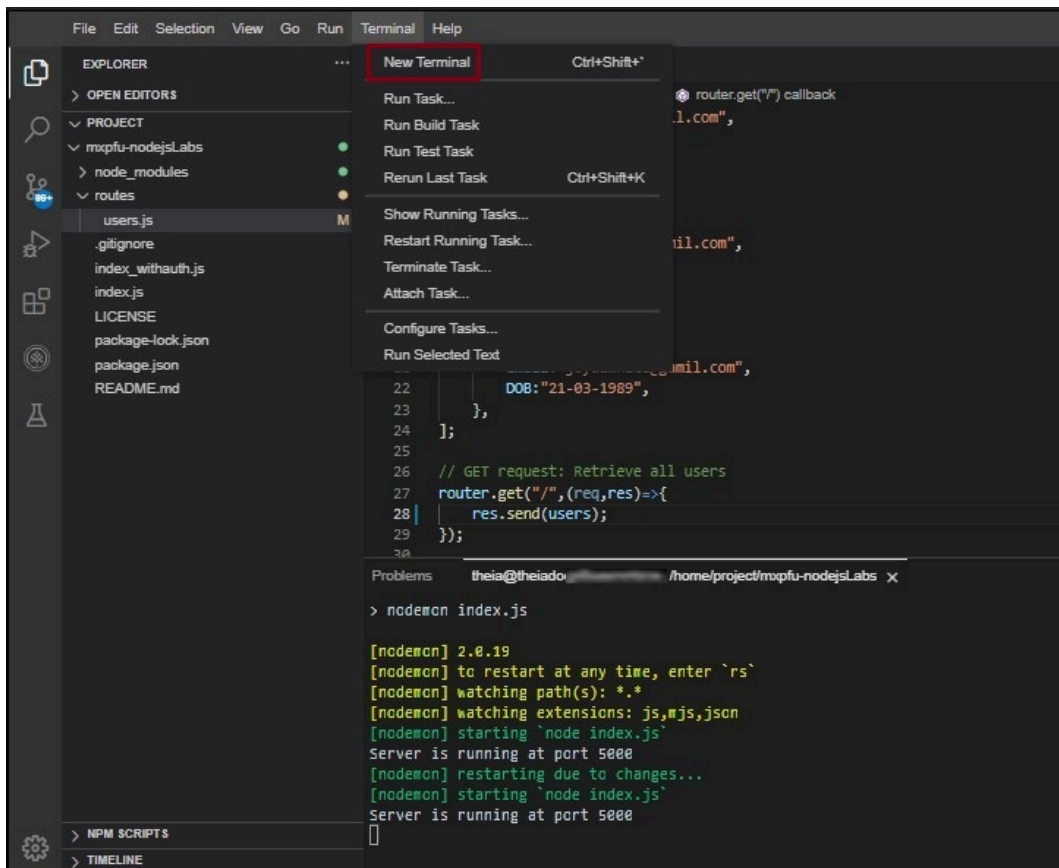 File Edit Selection View Go Run Terminal Help
EXPLORER ...
> OPEN EDITORS
PROJECT
mxpfu-nodejsLabs
> node_modules
routes
users.js M
.gitignore
index_withauth.js
index.js
LICENSE
package-lock.json
package.json
README.md
NPM SCRIPTS
TIMELINE
New Terminal Ctrl+Shift+`
Run Task...
Run Build Task
Run Test Task
Rerun Last Task Ctrl+Shift+K
Show Running Tasks...
Restart Running Task...
Terminate Task...
Attach Task...
Configure Tasks...
Run Selected Text
router.get("/") callback
l.com",
il.com",
mil.com",
22 DOB:"21-03-1989",
23 },
24 ];
25
26 // GET request: Retrieve all users
27 router.get("/",(req,res)=>{
28 res.send(users);
29 });
30
Problems theia@theiado /home/project/mxpfu-nodejsLabs ×
> nodemon index.js
[nodemon] 2.0.19
[nodemon] to restart at any time, enter `rs`
[nodemon] watching path(s): *.*
[nodemon] watching extensions: js,mjs,json
[nodemon] starting `node index.js`
Server is running at port 5000
[nodemon] restarting due to changes...
[nodemon] starting `node index.js`
Server is running at port 5000